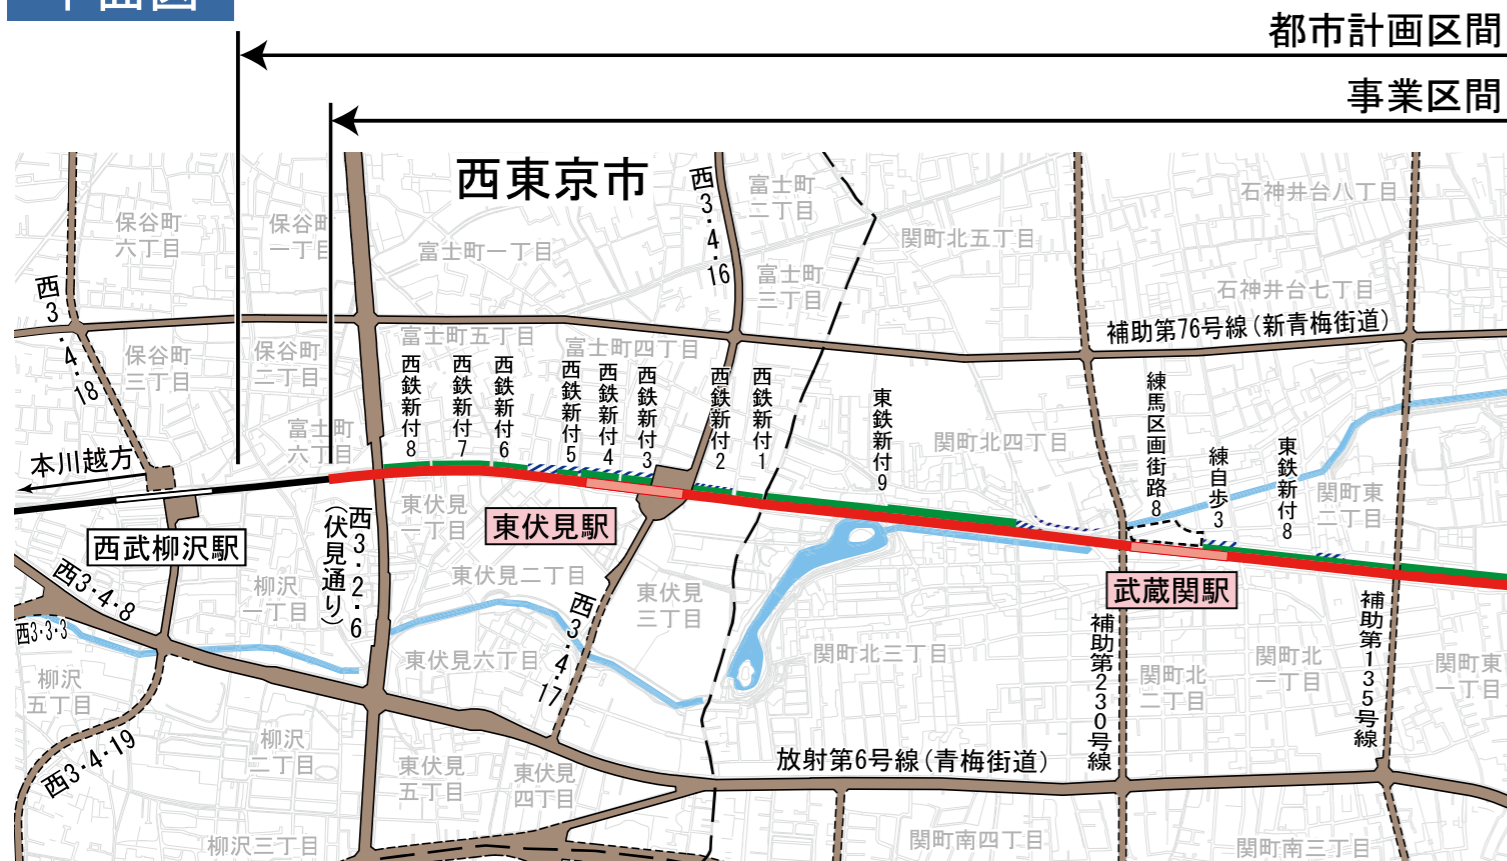 平面図
都市計画区間
事業区間
西東京市
西3・4・16
富士町
二丁目
石神井台八丁目
保谷町
六丁目
保谷町
一丁目
富士町一丁目
関町北五丁目
富士町
三丁目
石神井台七丁目
西3・4・18
補助第76号線(新青梅街道)
保谷町
三丁目
保谷町
二丁目
富士町五丁目
富士町四丁目
西鉄新付8
西鉄新付7
西鉄新付6
西鉄新付5
西鉄新付4
西鉄新付3
西鉄新付2
西鉄新付1
東鉄新付9
練馬区画街路8
練自歩3
東鉄新付8
富士町
六丁目
関町北四丁目
本川越方
関町東
二丁目
東伏見
一丁目
東伏見駅
西武柳沢駅
西3・2・6
(伏見通り)
武蔵関駅
西3・4・8
柳沢
一丁目
東伏見二丁目
東伏見
三丁目
西3・4・17
西3・3・3
東伏見六丁目
関町北三丁目
補助第230号線
関町北
二丁目
関町北
一丁目
補助第135号線
関町東
一丁目
柳沢
五丁目
西3・4・19
柳沢
二丁目
東伏見
五丁目
東伏見
四丁目
放射第6号線(青梅街道)
柳沢三丁目
関町南四丁目
関町南三丁目